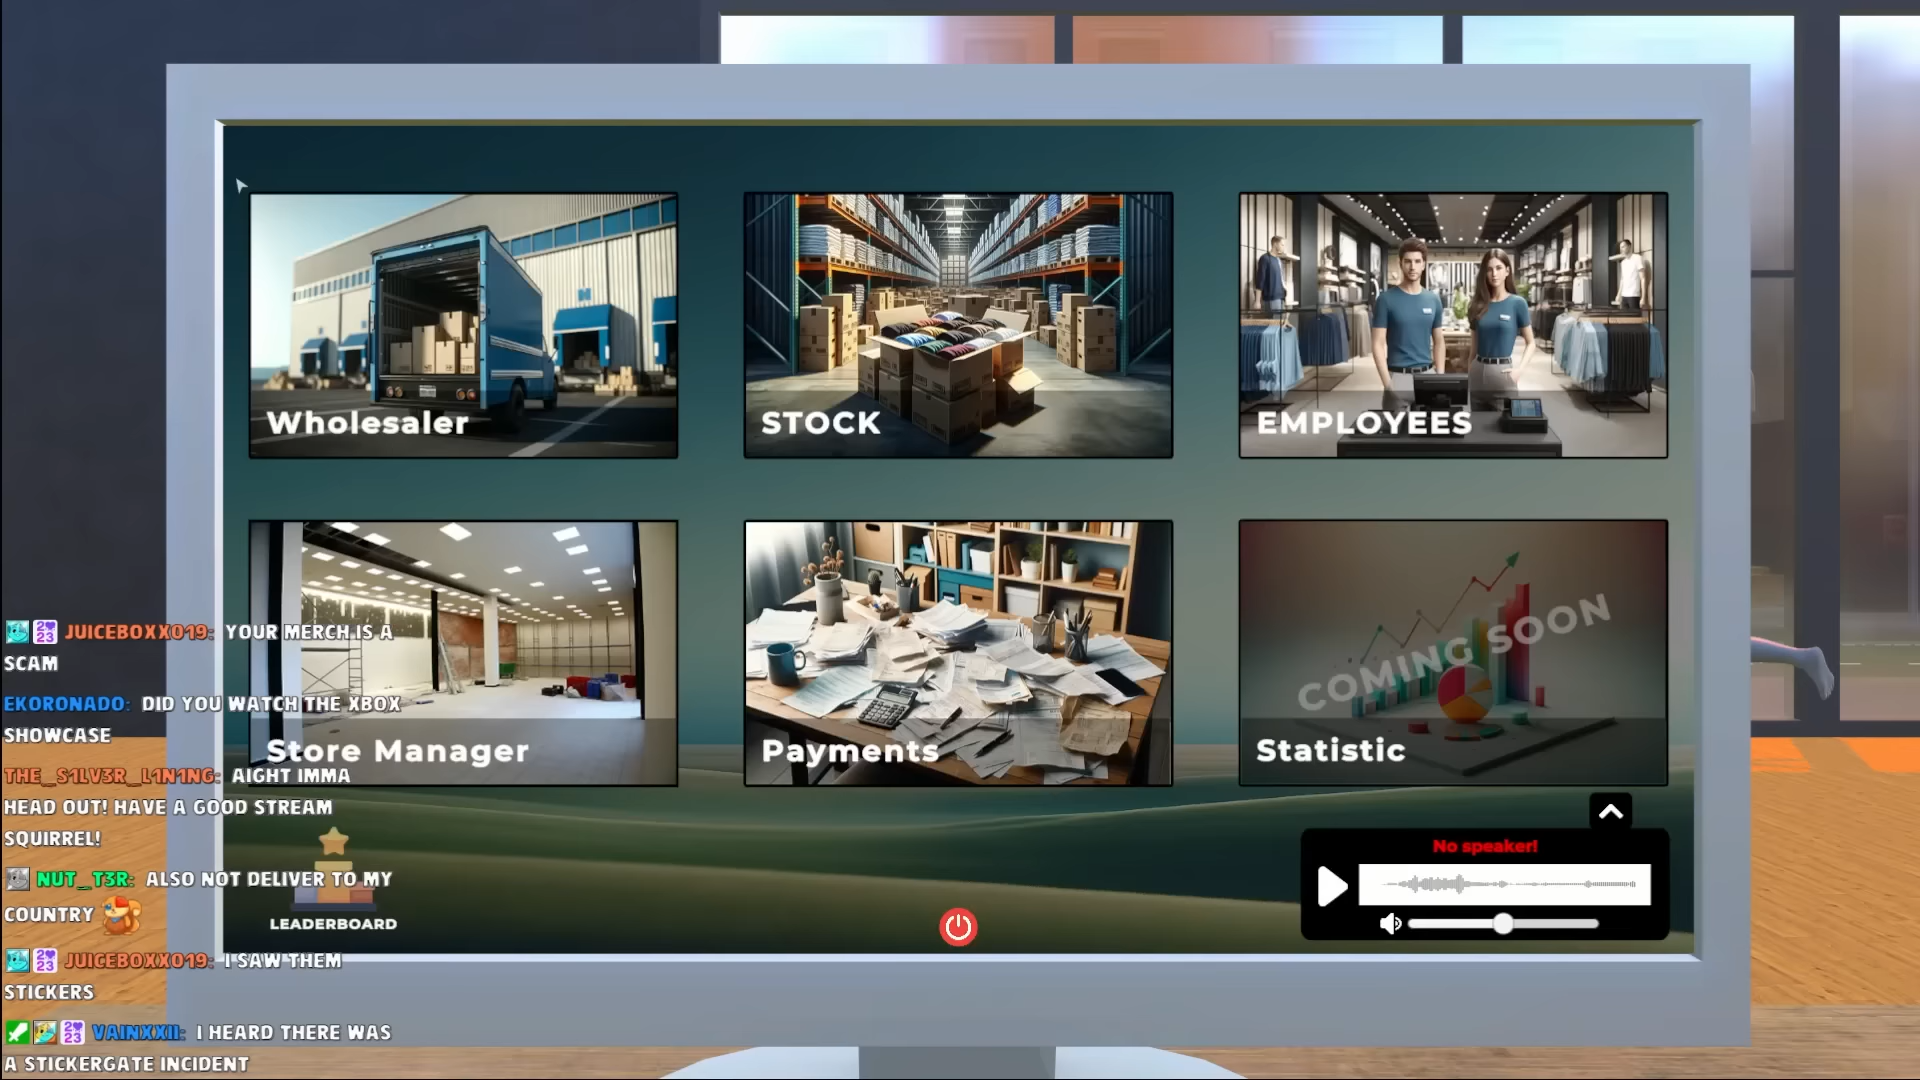 Wholesaler
STOCK
EMPLOYEES
Store Manager
Payments
COMING SOON
Statistic
No speaker!
LEADERBOARD
JUICEBOXX019: YOUR MERCH IS A
SCAM
EKORONADO: DID YOU WATCH THE XBOX
SHOWCASE
THE_S1LV3R_L1N1NG: AIGHT IMMA
HEAD OUT! HAVE A GOOD STREAM
SQUIRREL!
NUT_T3R: ALSO NOT DELIVER TO MY
COUNTRY
JUICEBOXX019: I SAW THEM
STICKERS
VAINXXII: I HEARD THERE WAS
A STICKERGATE INCIDENT